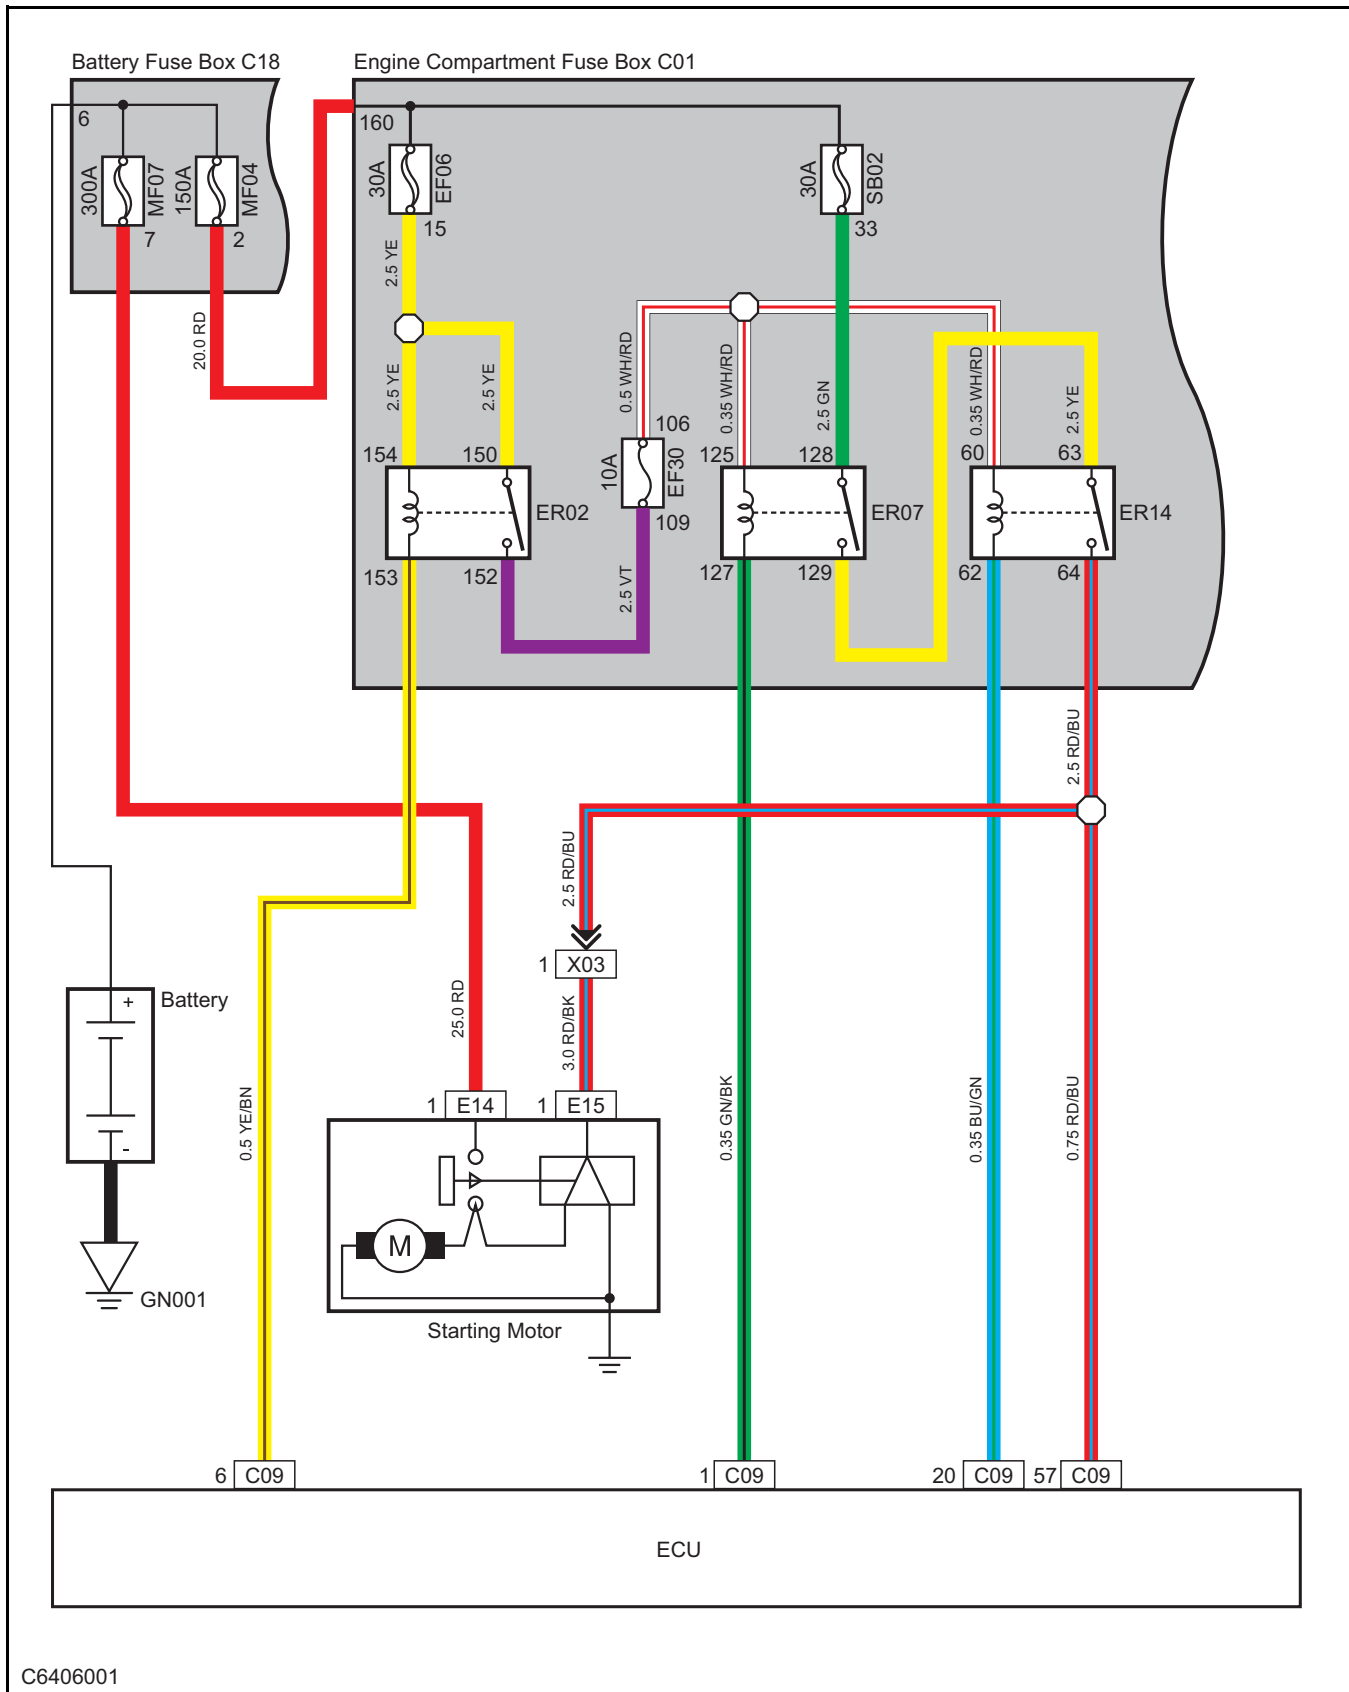 Battery Fuse Box C18
Engine Compartment Fuse Box C01
6
160
300A
MF07
150A
MF04
30A
EF06
30A
SB02
7
2
15
33
2.5 YE
20.0 RD
2.5 YE
2.5 YE
0.5 WH/RD
0.35 WH/RD
2.5 GN
0.35 WH/RD
2.5 YE
106
154
150
10A
EF30
125
128
60
63
ER02
109
ER07
ER14
153
152
2.5 VT
127
129
62
64
2.5 RD/BU
2.5 RD/BU
1
X03
+
Battery
25.0 RD
3.0 RD/BK
1
E14
1
E15
0.5 YE/BN
0.35 GN/BK
0.35 BU/GN
0.75 RD/BU
-
M
GN001
Starting Motor
6
C09
1
C09
20
C09
57
C09
ECU
C6406001